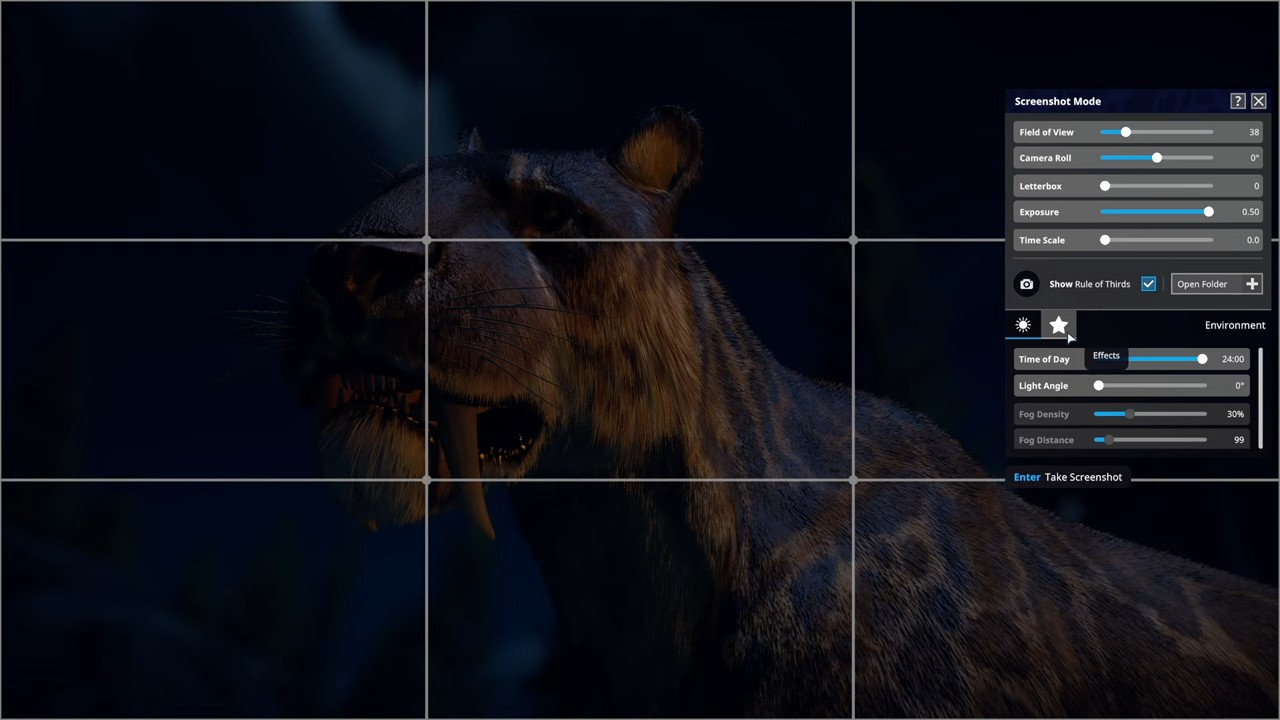 Screenshot Mode ?
Field of View 38
Camera Roll 0°
Letterbox 0
Exposure 0.50
Time Scale 0.0
Show Rule of Thirds Open Folder
Environment
Time of Day Effects 24:00
Light Angle 0°
Fog Density 30%
Fog Distance 99
Enter Take Screenshot